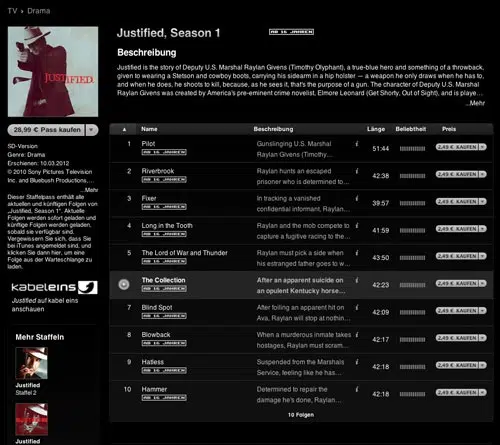 TV › Drama
JUSTIFIED
28,99 € Pass kaufen
SD-Version
Genre: Drama
Erschienen: 10.03.2012
© 2010 Sony Pictures Television
Inc. and Bluebush Productions,...
...Mehr
Dieser Staffelpass enthält alle
aktuellen und künftigen Folgen von
„Justified, Season 1". Aktuelle
Folgen werden sofort geladen und
künftige Folgen werden geladen,
sobald sie verfügbar sind.
Vergewissern Sie sich, dass Sie
bei iTunes angemeldet sind, und
klicken Sie dann hier, um eine
Folge aus der Warteschlange zu
laden.
kabeleins
Justified auf kabel eins
anschauen
Mehr Staffeln
Justified
Staffel 2
Justified
Justified, Season 1
AB 16 JAHREN
Beschreibung
Justified is the story of Deputy U.S. Marshal Raylan Givens (Timothy Olyphant), a true-blue hero and something of a throwback,
given to wearing a Stetson and cowboy boots, carrying his sidearm in a hip holster — a weapon he only draws when he has to,
and when he does, he shoots to kill, because, as he sees it, that's the purpose of a gun. The character of Deputy U.S. Marshal
Raylan Givens was created by America's pre-eminent crime novelist, Elmore Leonard (Get Shorty, Out of Sight), and is playe...
...Mehr
Name Beschreibung Länge Beliebtheit Preis
1 Pilot Gunslinging U.S. Marshal 51:44 2,49 € KAUFEN
AB 16 JAHREN Raylan Givens (Timothy...
2 Riverbrook Raylan hunts an escaped 42:38 2,49 € KAUFEN
AB 16 JAHREN prisoner who is determined to...
3 Fixer In tracking a vanished 39:57 2,49 € KAUFEN
AB 16 JAHREN confidential informant, Raylan...
4 Long in the Tooth Raylan and the mob compete to 41:59 2,49 € KAUFEN
AB 16 JAHREN capture a fugitive racing to the...
5 The Lord of War and Thunder Raylan must pick a side when 43:50 2,49 € KAUFEN
AB 16 JAHREN his estranged father goes to w...
The Collection After an apparent suicide on 42:23 2,49 € KAUFEN
AB 16 JAHREN an opulent Kentucky horse...
7 Blind Spot After foiling an apparent hit on 42:09 2,49 € KAUFEN
AB 16 JAHREN Ava, Raylan will stop at nothin...
8 Blowback When a murderous inmate takes 42:17 2,49 € KAUFEN
AB 16 JAHREN hostages, Raylan must scram...
9 Hatless Suspended from the Marshals 42:18 2,49 € KAUFEN
AB 16 JAHREN Service, feeling like he has...
10 Hammer Determined to repair the 42:18 2,49 € KAUFEN
AB 16 JAHREN damage he's done, Raylan...
10 Folgen